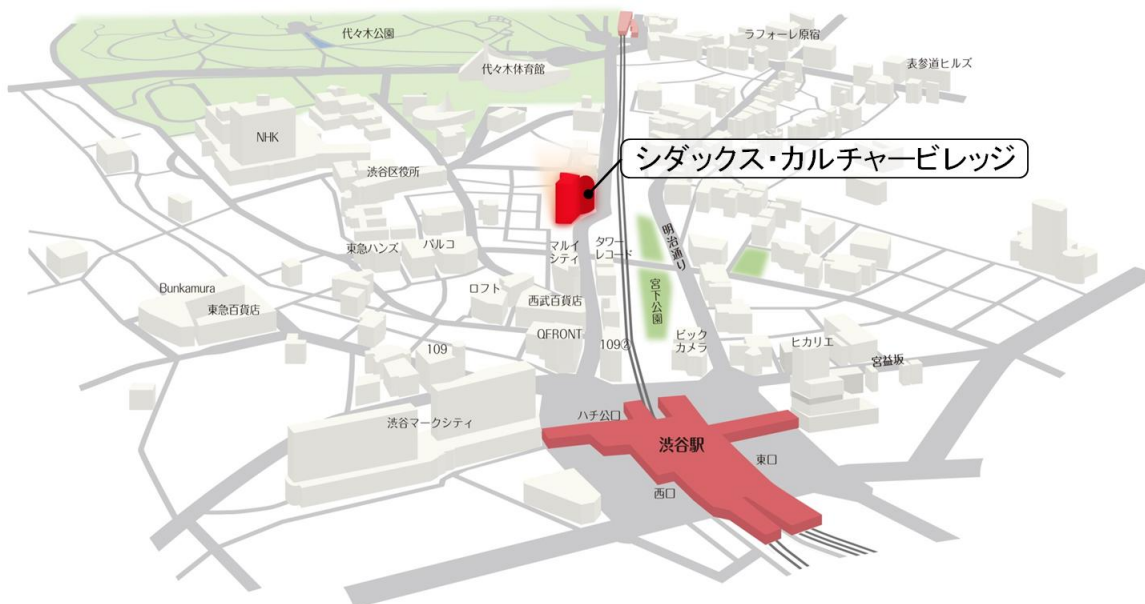 代々木公園
ラフォーレ原宿
代々木体育館
表参道ヒルズ
NHK
シダックス・カルチャービレッジ
渋谷区役所
東急ハンズ
パルコ
マルイ
シティ
タワー
レコード
明治通り
Bunkamura
東急百貨店
ロフト
西武百貨店
宮下公園
QFRONT
109②
ビック
カメラ
ヒカリエ
宮益坂
109
渋谷マークシティ
ハチ公口
渋谷駅
東口
西口